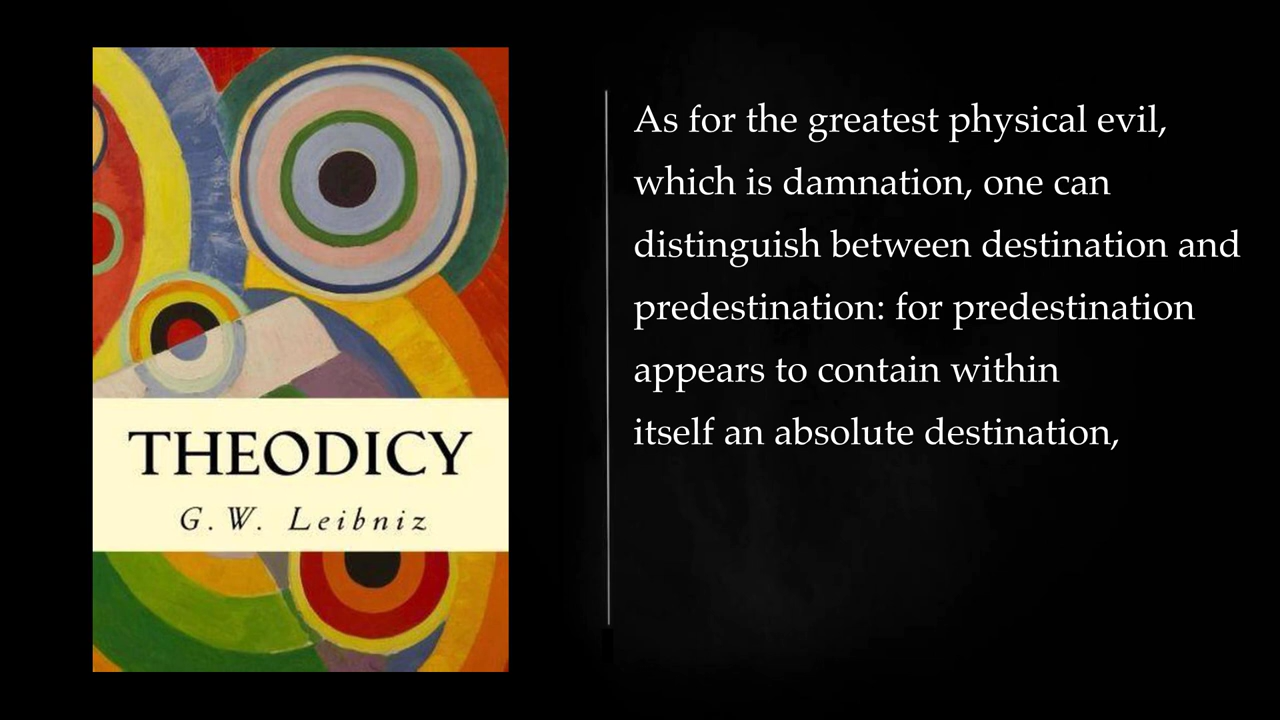 THEODICY
G. W. Leibniz
As for the greatest physical evil,
which is damnation, one can
distinguish between destination and
predestination: for predestination
appears to contain within
itself an absolute destination,